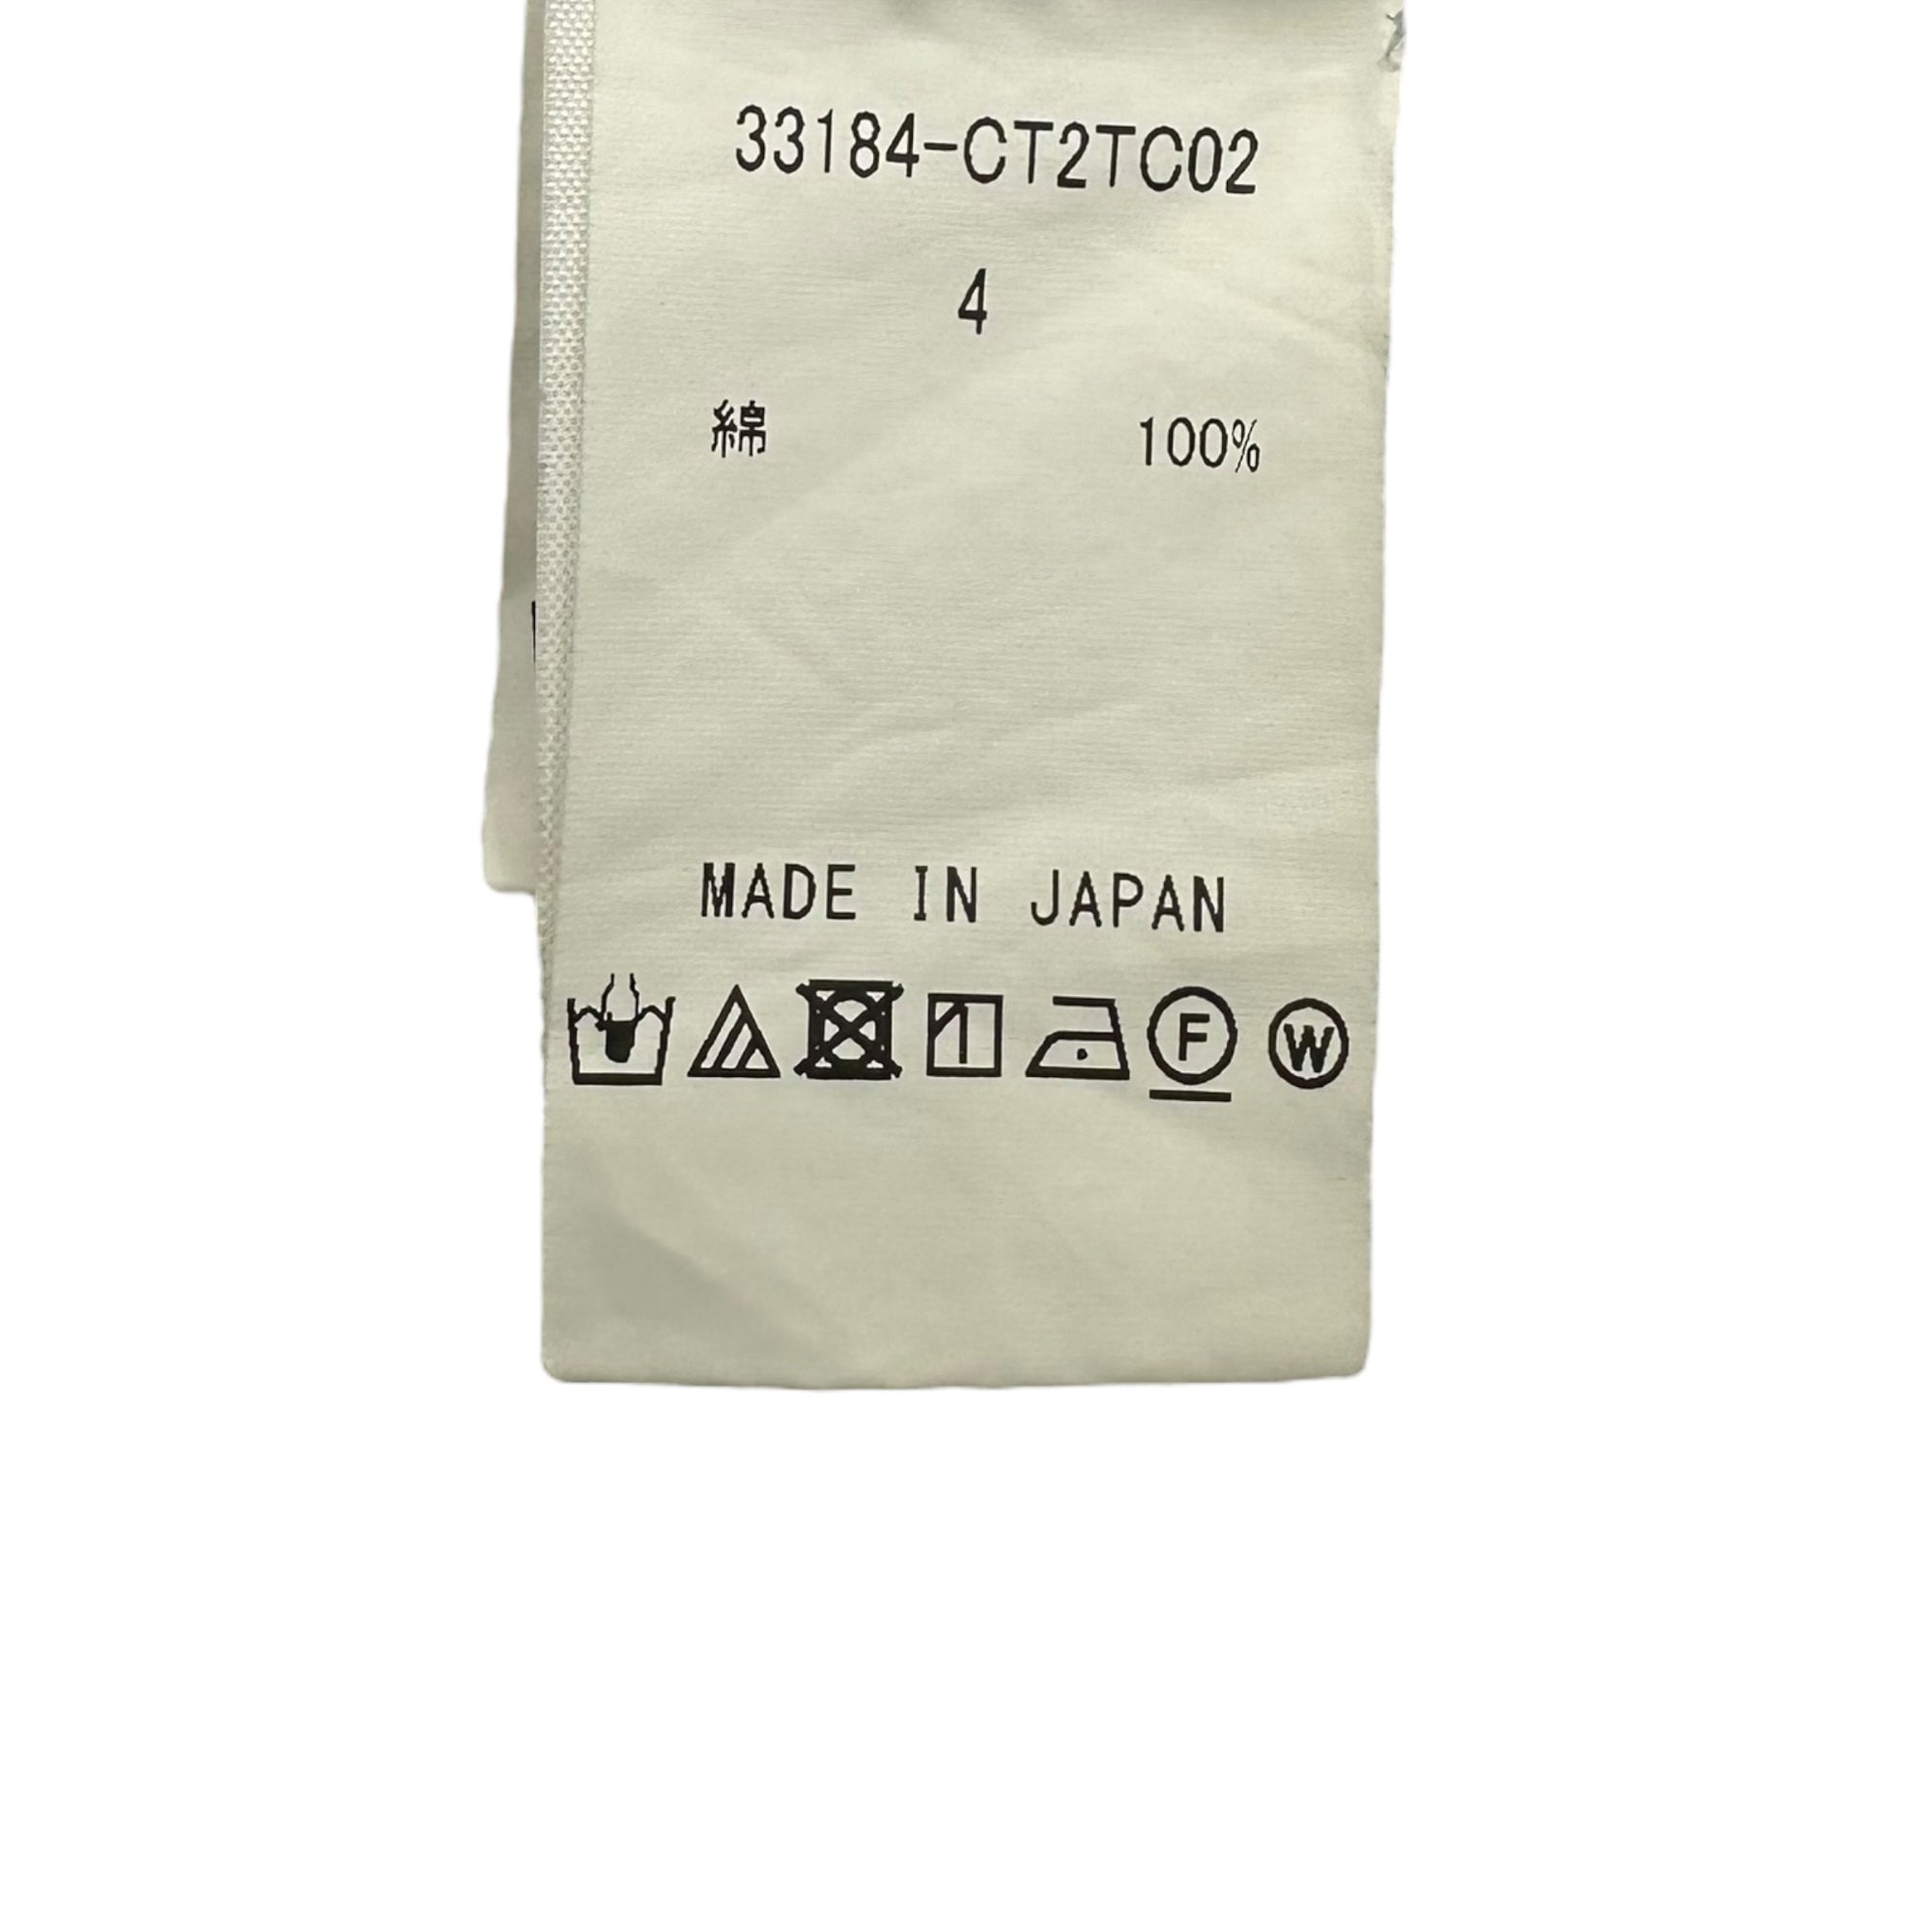 33184-CT2TC02
4
綿 100%
MADE IN JAPAN
F W